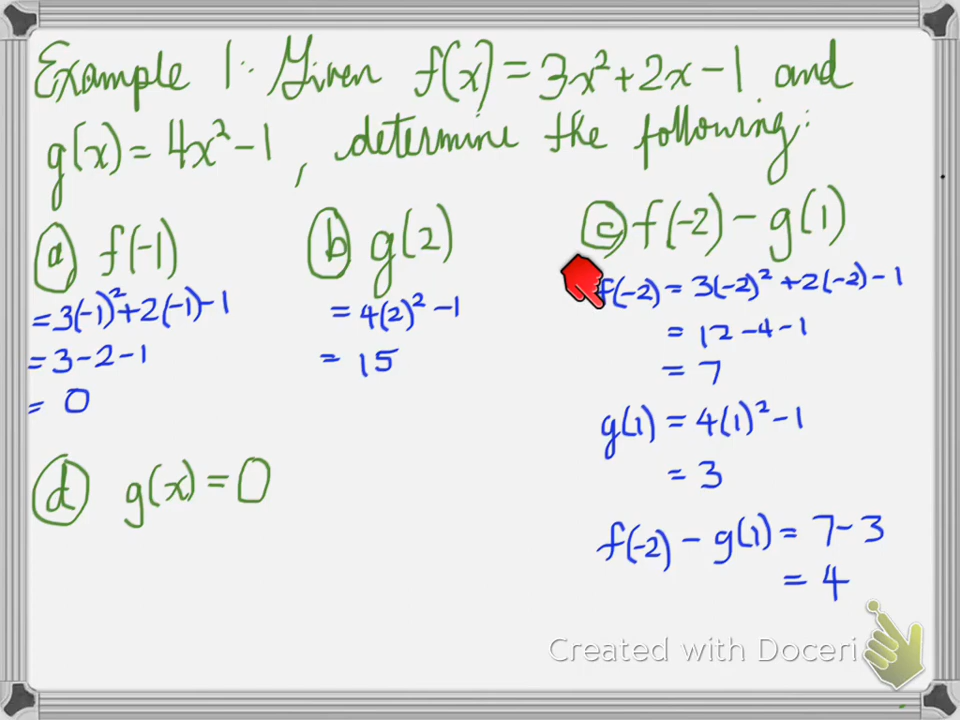 Example 1: Given f(x) = 3x² + 2x - 1 and
g(x) = 4x² - 1, determine the following:
a f(-1)
= 3(-1)² + 2(-1) - 1
= 3 - 2 - 1
= 0
b g(2)
= 4(2)² - 1
= 15
c f(-2) - g(1)
f(-2) = 3(-2)² + 2(-2) - 1
= 12 - 4 - 1
= 7
g(1) = 4(1)² - 1
= 3
f(-2) - g(1) = 7 - 3
= 4
d g(x) = 0
Created with Doceri